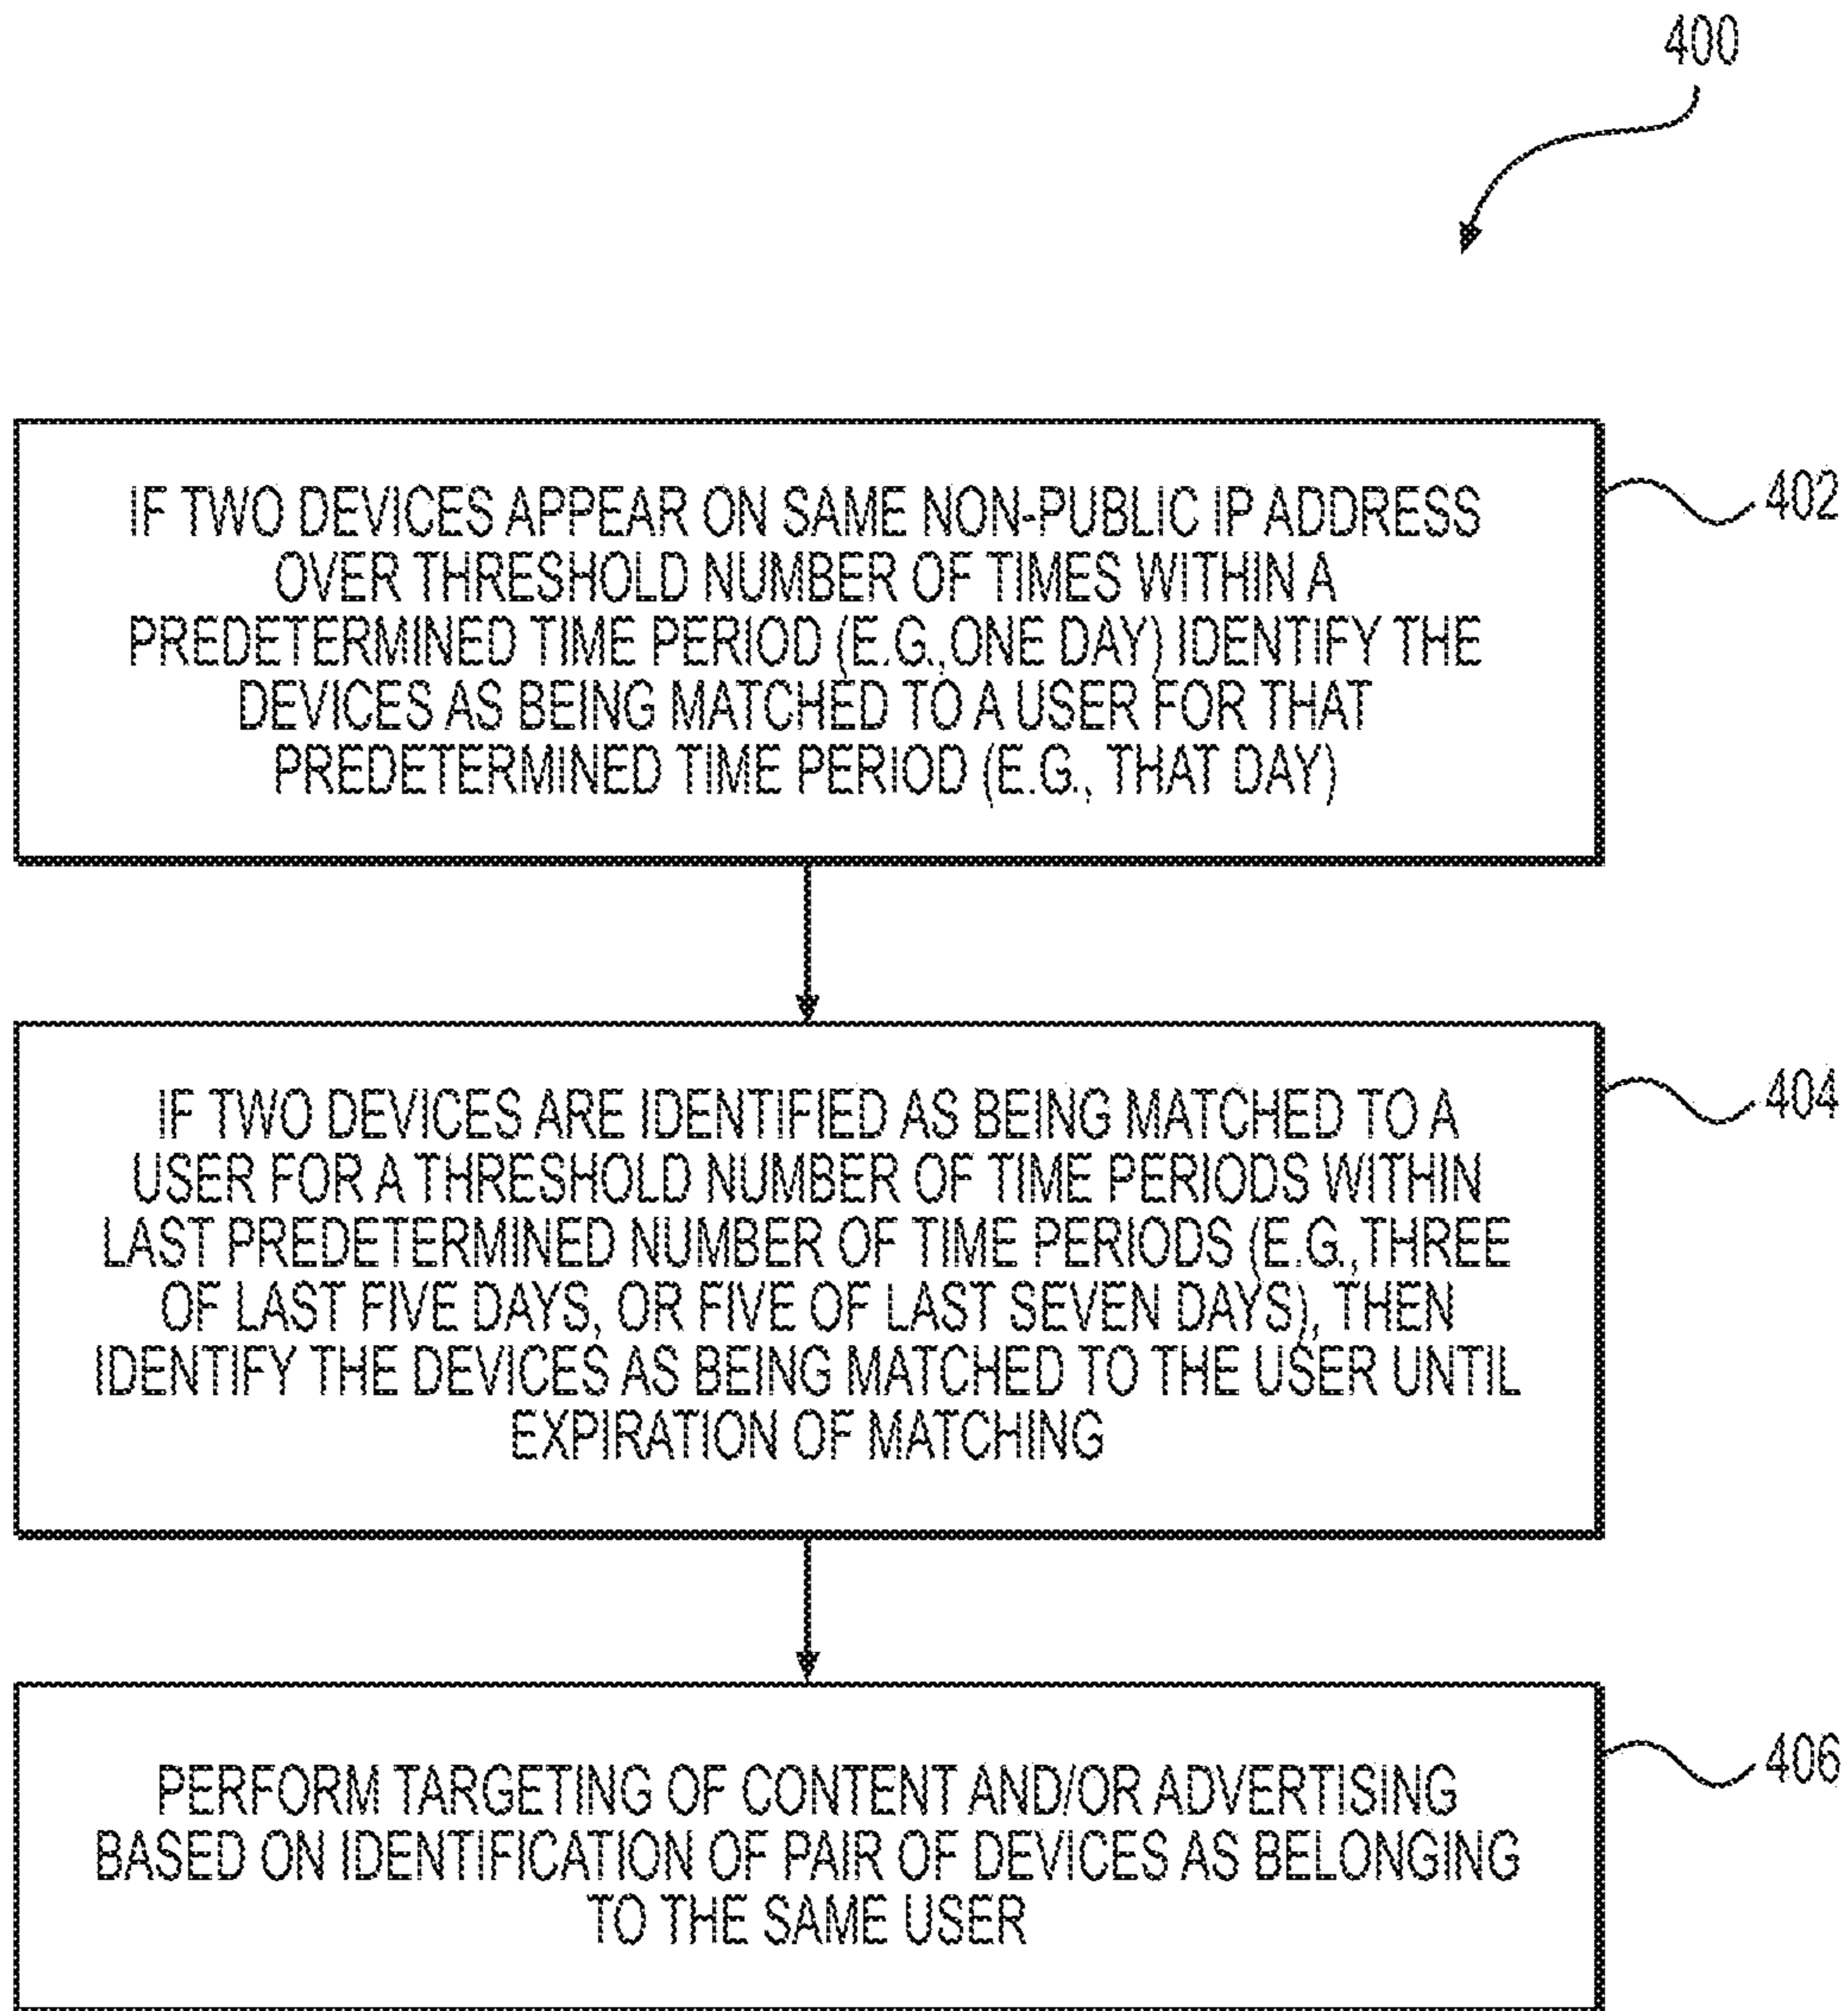 400
IF TWO DEVICES APPEAR ON SAME NON-PUBLIC IP ADDRESS
OVER THRESHOLD NUMBER OF TIMES WITHIN A
PREDETERMINED TIME PERIOD (E.G.,ONE DAY) IDENTIFY THE
DEVICES AS BEING MATCHED TO A USER FOR THAT
PREDETERMINED TIME PERIOD (E.G., THAT DAY)
402
IF TWO DEVICES ARE IDENTIFIED AS BEING MATCHED TO A
USER FOR A THRESHOLD NUMBER OF TIME PERIODS WITHIN
LAST PREDETERMINED NUMBER OF TIME PERIODS (E.G.,THREE
OF LAST FIVE DAYS, OR FIVE OF LAST SEVEN DAYS), THEN
IDENTIFY THE DEVICES AS BEING MATCHED TO THE USER UNTIL
EXPIRATION OF MATCHING
404
PERFORM TARGETING OF CONTENT AND/OR ADVERTISING
BASED ON IDENTIFICATION OF PAIR OF DEVICES AS BELONGING
TO THE SAME USER
406